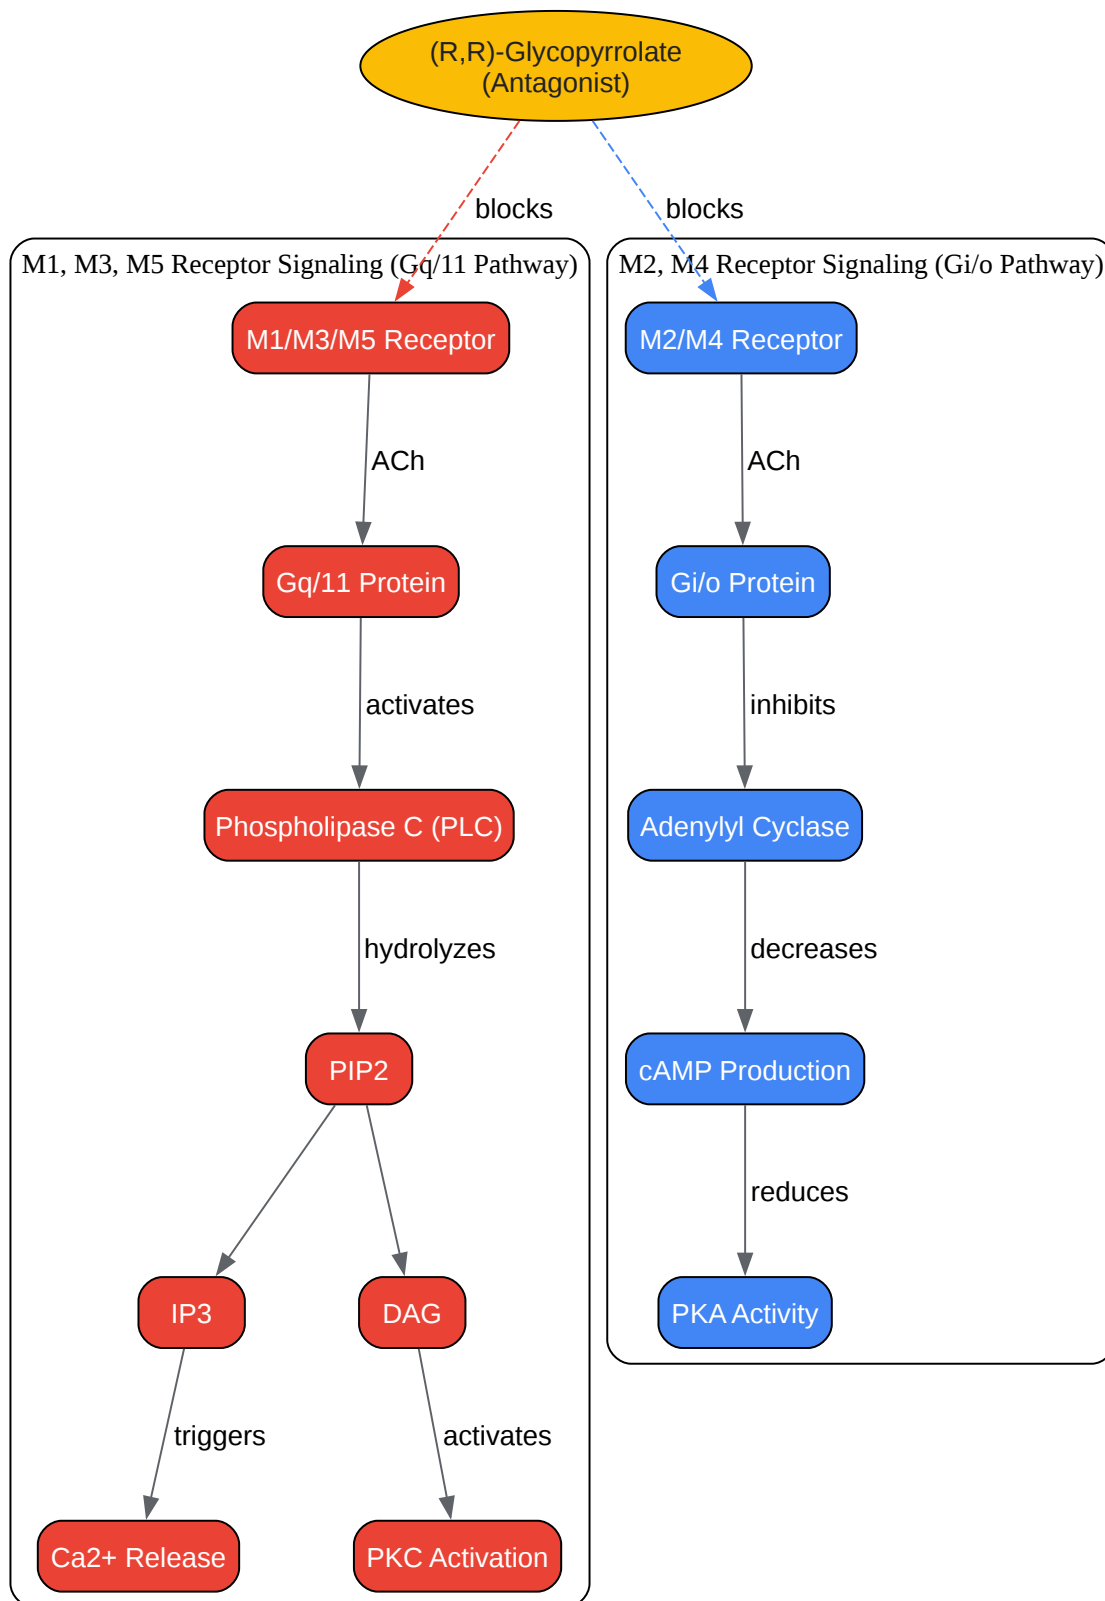 (R,R)-Glycopyrrolate
(Antagonist)
blocks
blocks
M1, M3, M5 Receptor Signaling (Gq/11 Pathway)
M2, M4 Receptor Signaling (Gi/o Pathway)
M1/M3/M5 Receptor
M2/M4 Receptor
ACh
ACh
Gq/11 Protein
Gi/o Protein
activates
inhibits
Phospholipase C (PLC)
Adenylyl Cyclase
hydrolyzes
decreases
PIP2
cAMP Production
reduces
IP3
DAG
PKA Activity
triggers
activates
Ca2+ Release
PKC Activation